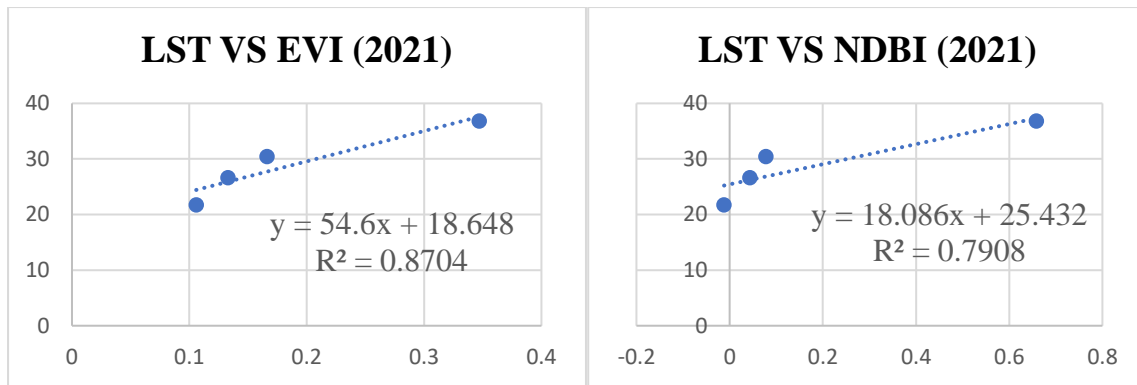 LST VS EVI (2021)
40
30
20
10
0
y = 54.6x + 18.648
R² = 0.8704
0 0.1 0.2 0.3 0.4
LST VS NDBI (2021)
40
30
20
10
0
y = 18.086x + 25.432
R² = 0.7908
-0.2 0 0.2 0.4 0.6 0.8